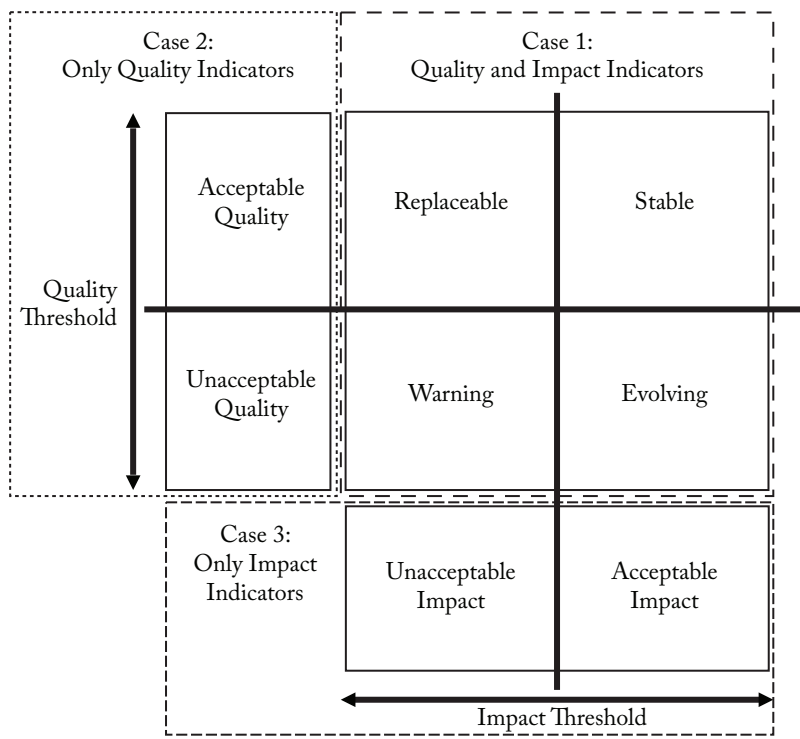 Case 2:
Only Quality Indicators
Case 1:
Quality and Impact Indicators
Acceptable
Quality
Replaceable
Stable
Quality
Threshold
Unacceptable
Quality
Warning
Evolving
Case 3:
Only Impact
Indicators
Unacceptable
Impact
Acceptable
Impact
Impact Threshold